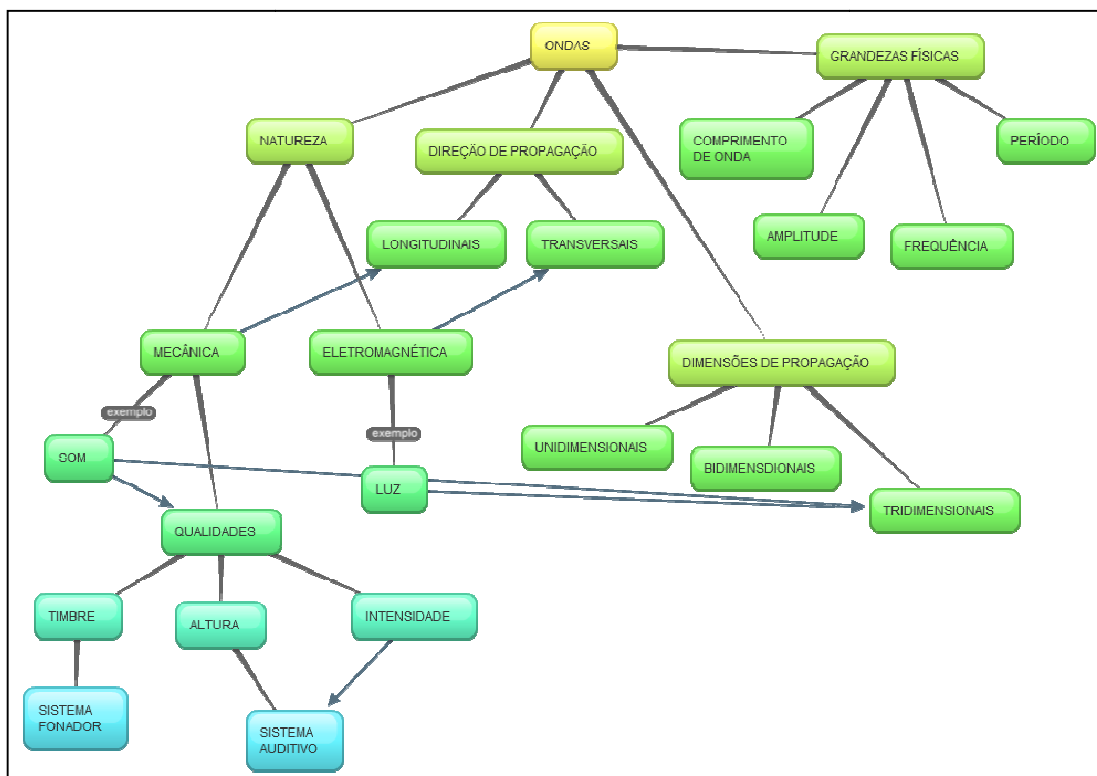 ONDAS
GRANDEZAS FÍSICAS
NATUREZA
DIREÇÃO DE PROPAGAÇÃO
COMPRIMENTO
DE ONDA
PERÍODO
LONGITUDINAIS
TRANSVERSAIS
AMPLITUDE
FREQUÊNCIA
MECÂNICA
ELETROMAGNÉTICA
DIMENSÕES DE PROPAGAÇÃO
exemplo
exemplo
SOM
LUZ
UNIDIMENSIONAIS
BIDIMENSDIONAIS
TRIDIMENSIONAIS
QUALIDADES
TIMBRE
ALTURA
INTENSIDADE
SISTEMA
FONADOR
SISTEMA
AUDITIVO